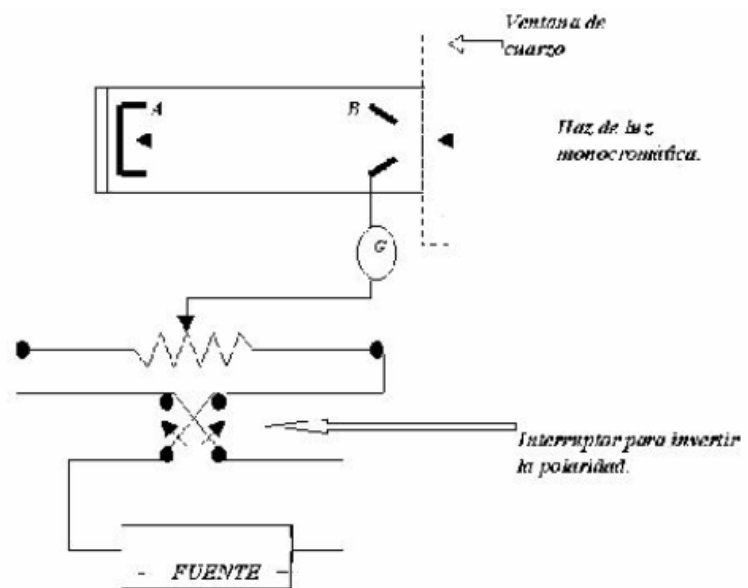 Ventana de
cuarzo
A
B
Haz de luz
monocromática.
G
Interruptor para invertir
la polaridad.
- FUENTE -